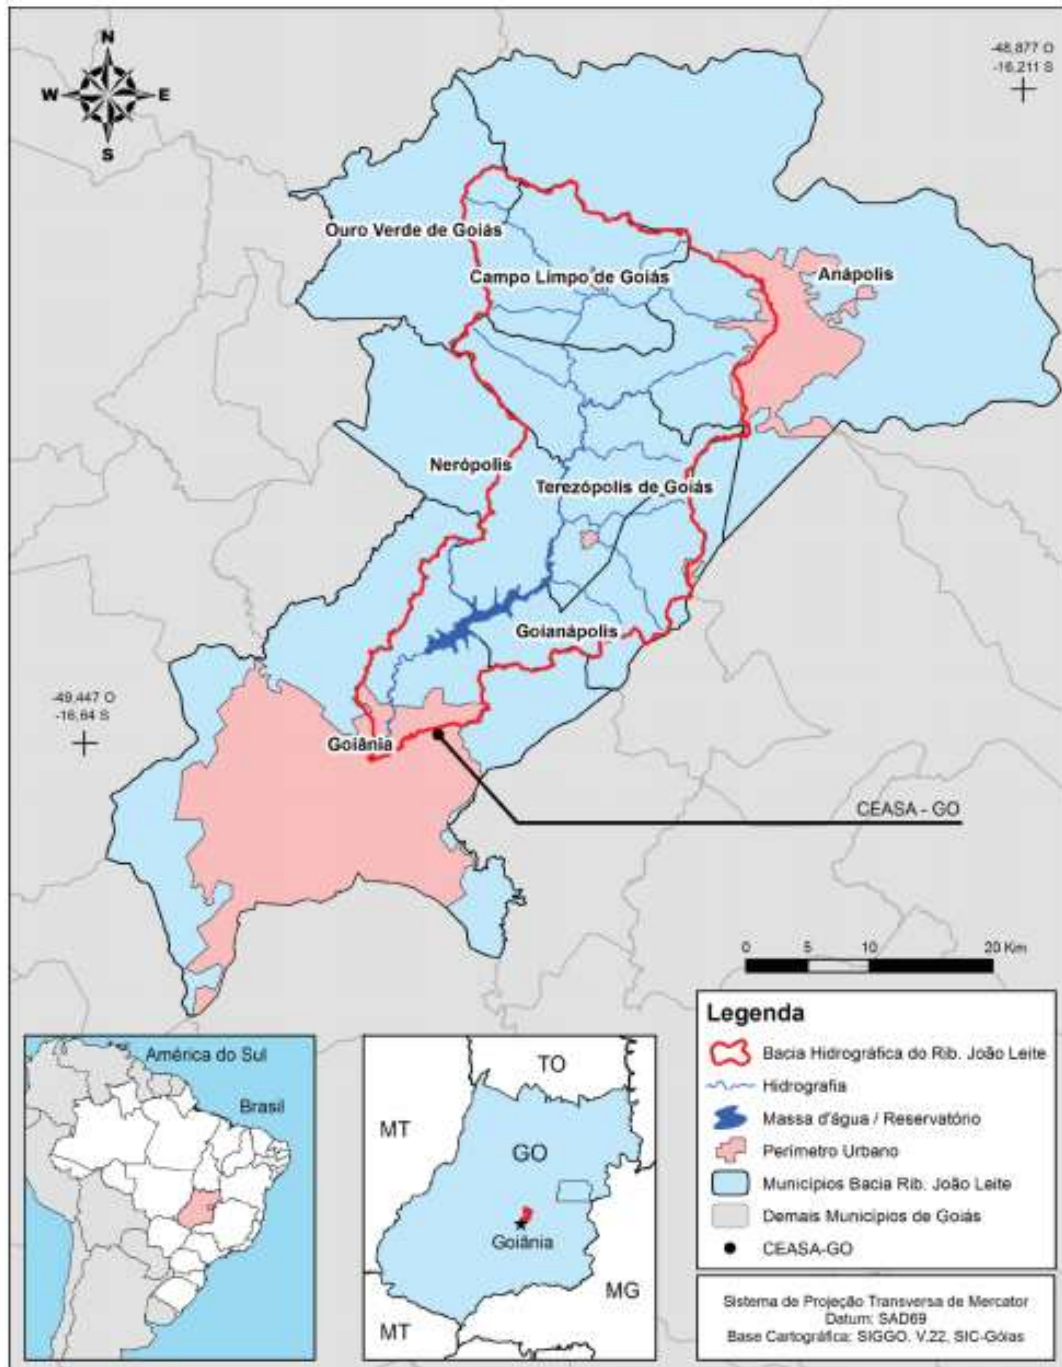 N
W E
S
-48,877 O
-16,211 S
Ouro Verde de Goiás
Campo Limpo de Goiás
Anápolis
Nerópolis
Terezópolis de Goiás
Goianápolis
-49,447 O
-16,64 S
Goiânia
CEASA - GO
0 5 10 20 Km
Legenda
Bacia Hidrográfica do Rib. João Leite
Hidrografia
Massa d'água / Reservatório
Perímetro Urbano
Municípios Bacia Rib. João Leite
Demais Municípios de Goiás
CEASA-GO
América do Sul
Brasil
TO
MT
GO
Goiânia
MG
MT
Sistema de Projeção Transversa de Mercator
Datum: SAD69
Base Cartográfica: SIGGO, V.22, SIC-Góias